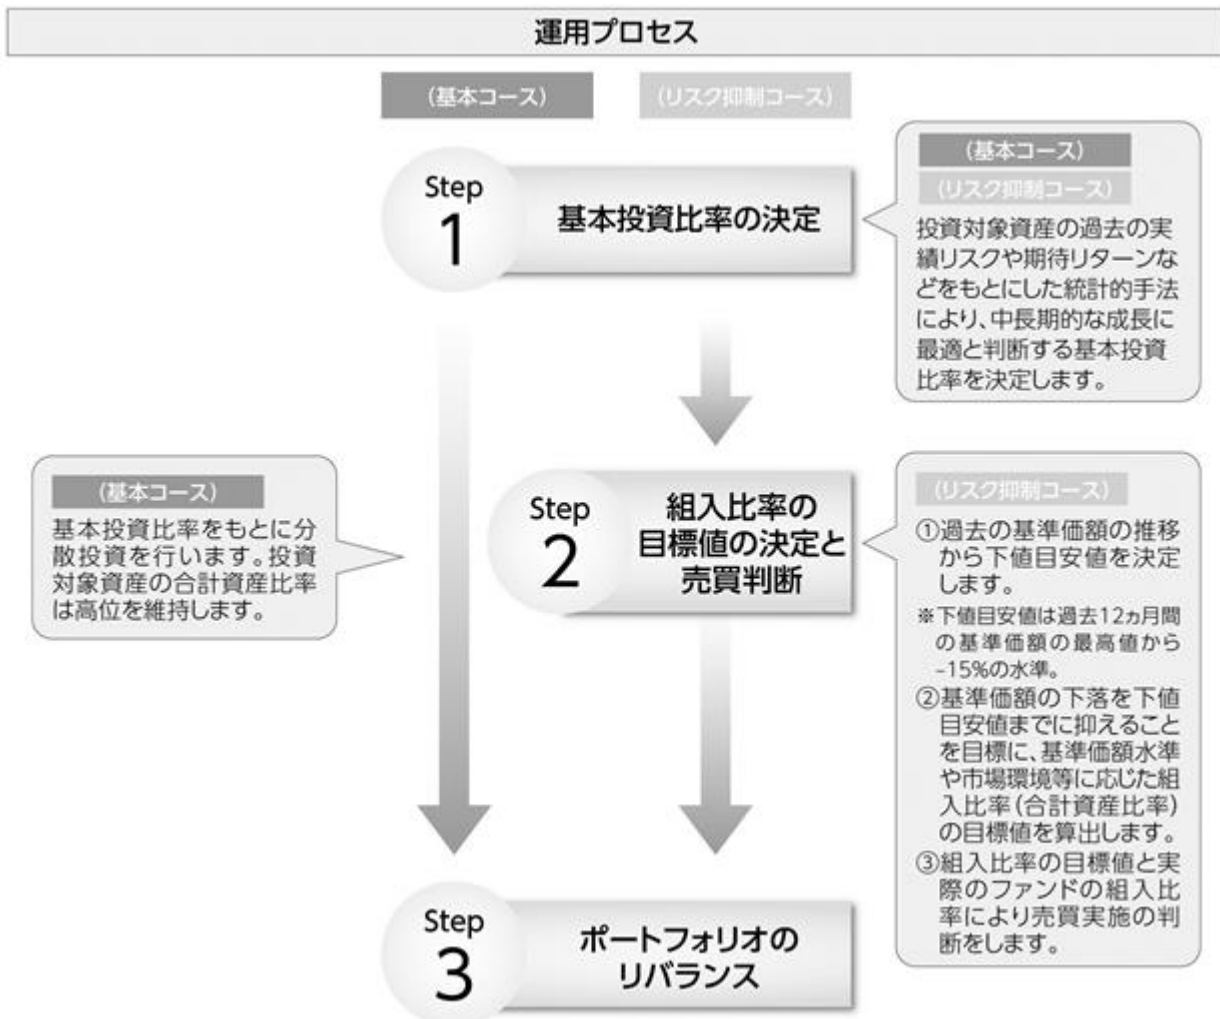 運用プロセス
(基本コース)
(リスク抑制コース)
Step
1
基本投資比率の決定
(基本コース)
(リスク抑制コース)
投資対象資産の過去の実
績リスクや期待リターンな
どをもとにした統計的手法
により、中長期的な成長に
最適と判断する基本投資
比率を決定します。
(基本コース)
基本投資比率をもとに分
散投資を行います。投資
対象資産の合計資産比率
は高位を維持します。
Step
2
組入比率の
目標値の決定と
売買判断
(リスク抑制コース)
①過去の基準価額の推移
から下値目安値を決定
します。
※下値目安値は過去12ヵ月間
の基準価額の最高値から
-15%の水準。
②基準価額の下落を下値
目安値までに抑えること
を目標に、基準価額水準
や市場環境等に応じた組
入比率(合計資産比率)
の目標値を算出します。
③組入比率の目標値と実
際のファンドの組入比
率により売買実施の判
断をします。
Step
3
ポートフォリオの
リバランス